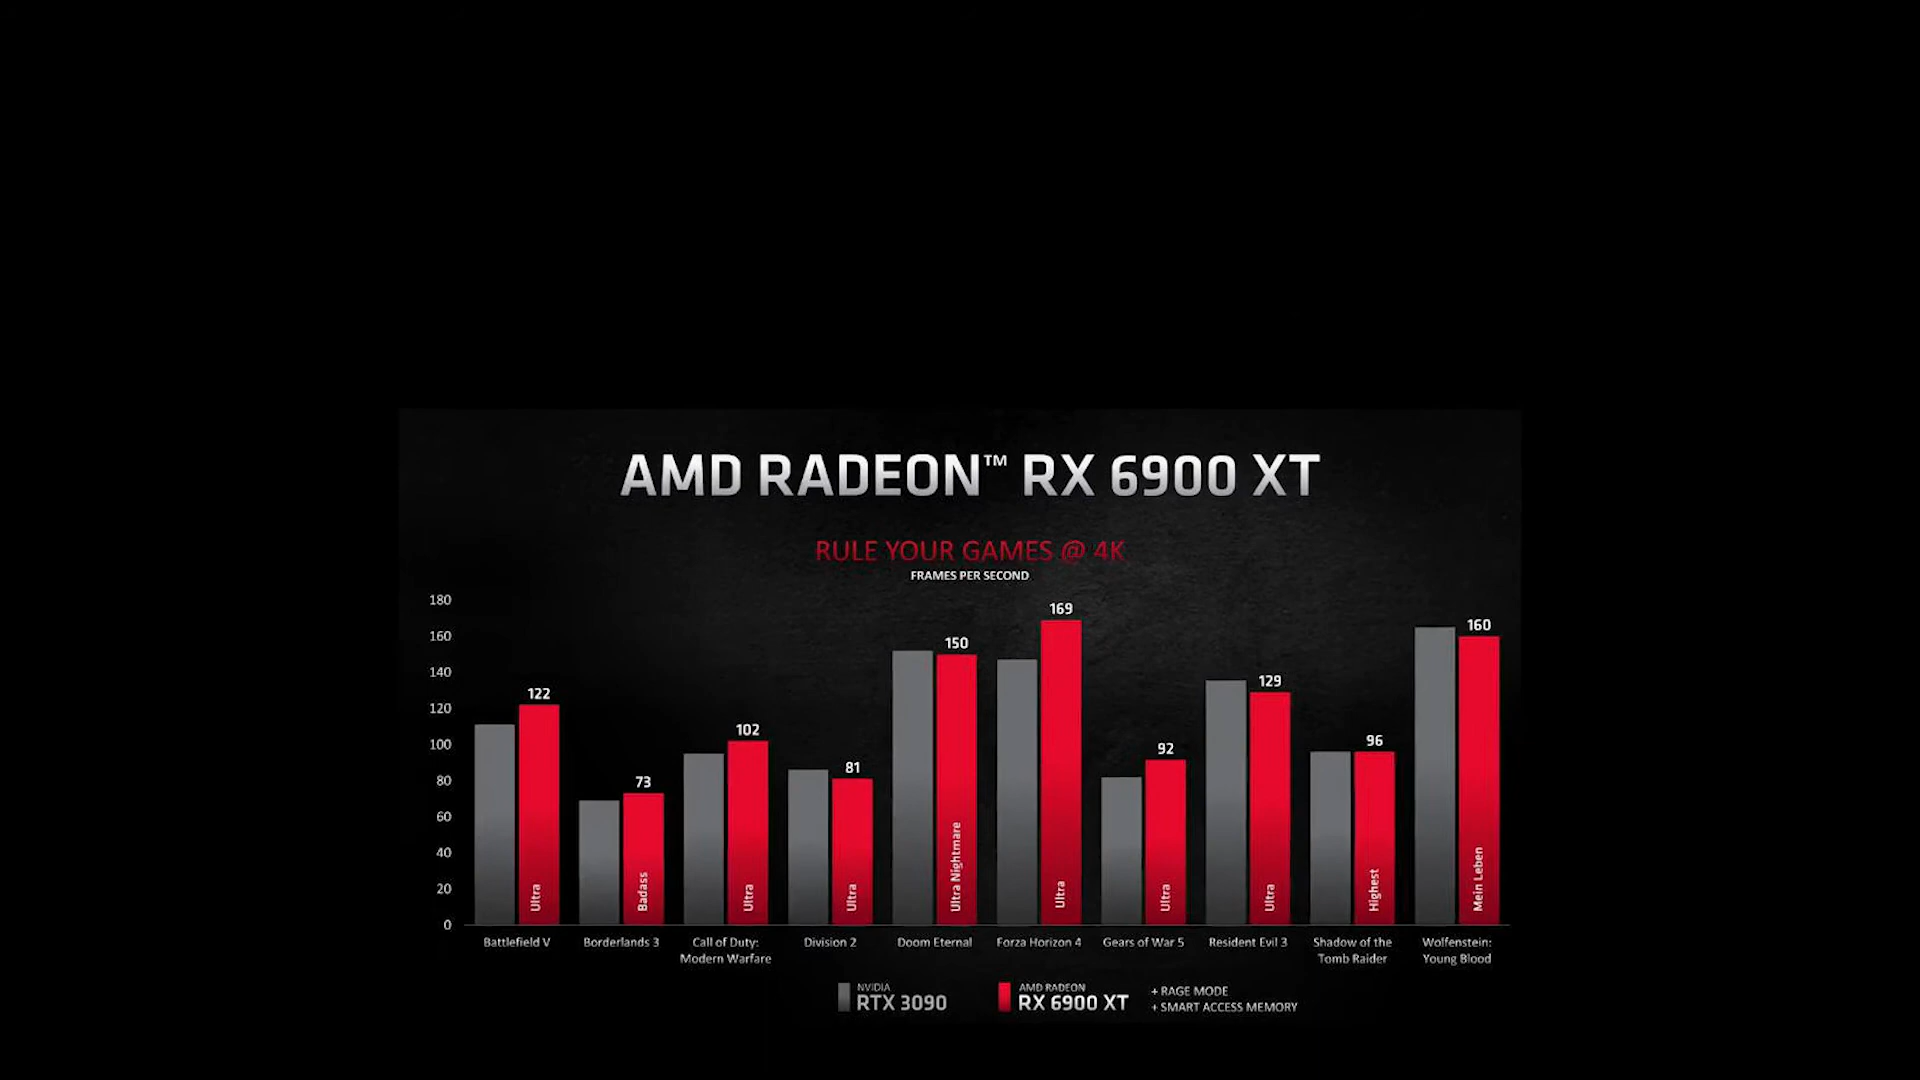 AMD RADEON™ RX 6900 XT
RULE YOUR GAMES @ 4K
FRAMES PER SECOND
180
160
140
120
100
80
60
40
20
0
122
73
102
81
150
169
92
129
96
160
Ultra
Badass
Ultra
Ultra
Ultra Nightmare
Ultra
Ultra
Ultra
Highest
Mein Leben
Battlefield V
Borderlands 3
Call of Duty:
Modern Warfare
Division 2
Doom Eternal
Forza Horizon 4
Gears of War 5
Resident Evil 3
Shadow of the
Tomb Raider
Wolfenstein:
Young Blood
NVIDIA
RTX 3090
AMD RADEON
RX 6900 XT
+ RAGE MODE
+ SMART ACCESS MEMORY